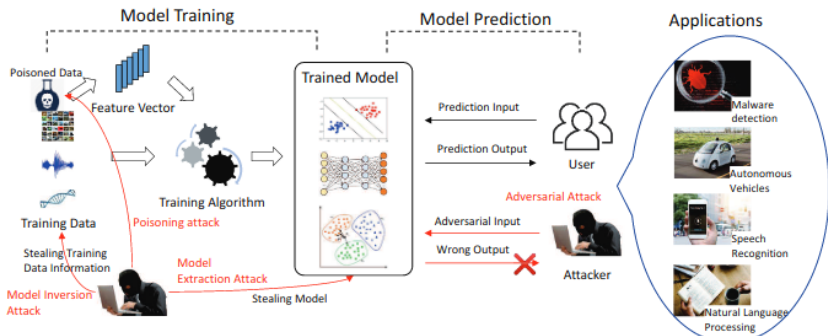 Model Training
Model Prediction
Applications
Poisoned Data
Feature Vector
Training Algorithm
Training Data
Poisoning attack
Stealing Training
Data Information
Model Inversion
Attack
Model
Extraction Attack
Stealing Model
Trained Model
Prediction Input
Prediction Output
User
Adversarial Attack
Adversarial Input
Wrong Output
Attacker
Malware
detection
Autonomous
Vehicles
Speech
Recognition
Natural Language
Processing